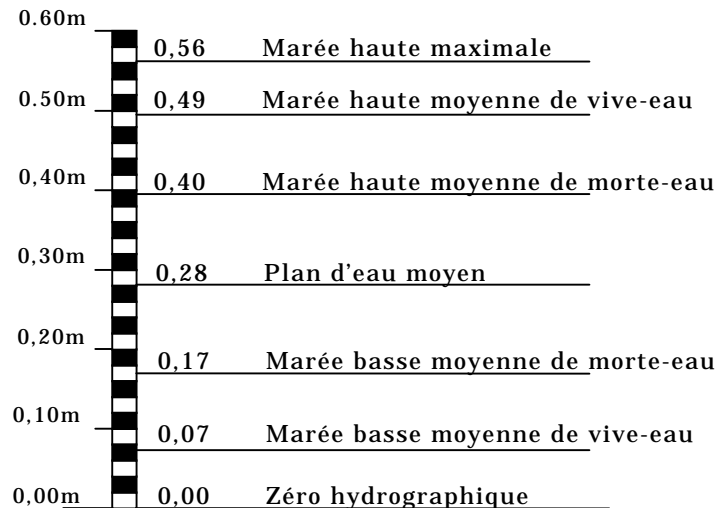 0.60m
0,56 Marée haute maximale
0.50m
0,49 Marée haute moyenne de vive-eau
0,40m
0,40 Marée haute moyenne de morte-eau
0,30m
0,28 Plan d'eau moyen
0,20m
0,17 Marée basse moyenne de morte-eau
0,10m
0,07 Marée basse moyenne de vive-eau
0,00m
0,00 Zéro hydrographique